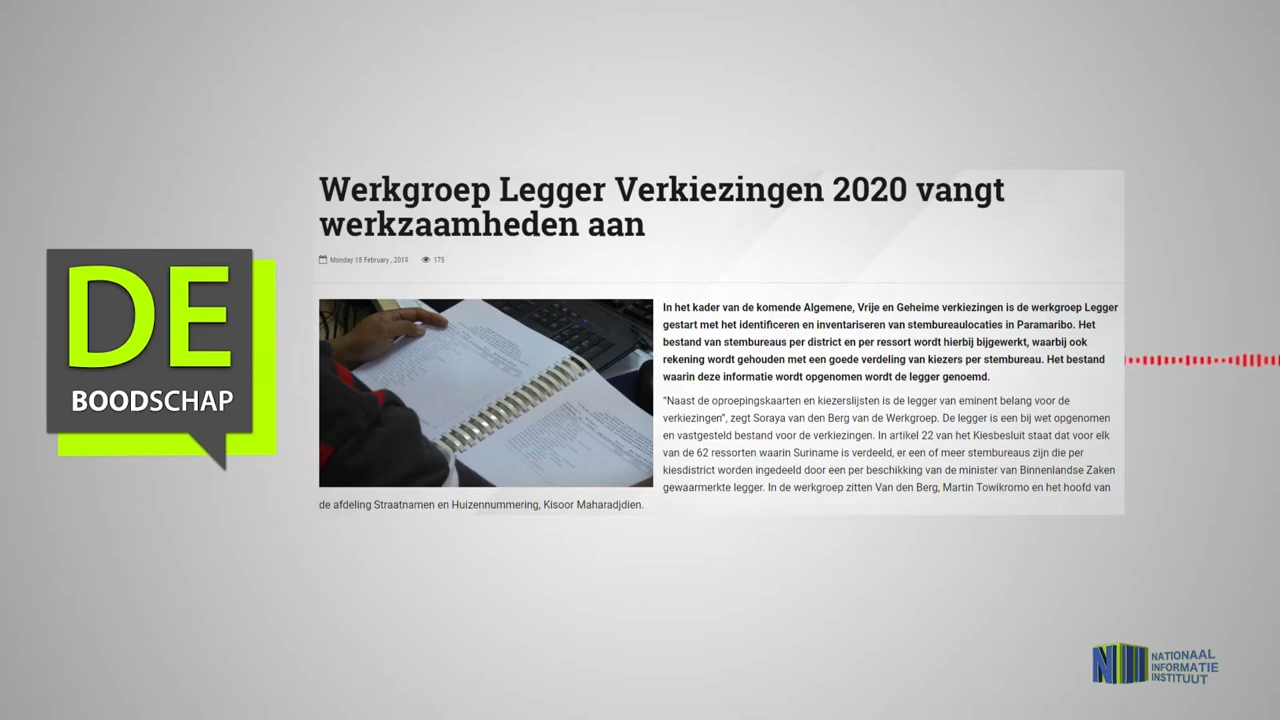 Werkgroep Legger Verkiezingen 2020 vangt
werkzaamheden aan
Monday 18 February , 2019 175
DE
BOODSCHAP
In het kader van de komende Algemene, Vrije en Geheime verkiezingen is de werkgroep Legger
gestart met het identificeren en inventariseren van stembureaulocaties in Paramaribo. Het
bestand van stembureaus per district en per ressort wordt hierbij bijgewerkt, waarbij ook
rekening wordt gehouden met een goede verdeling van kiezers per stembureau. Het bestand
waarin deze informatie wordt opgenomen wordt de legger genoemd.
“Naast de oproepingskaarten en kiezerslijsten is de legger van eminent belang voor de
verkiezingen”, zegt Soraya van den Berg van de Werkgroep. De legger is een bij wet opgenomen
en vastgesteld bestand voor de verkiezingen. In artikel 22 van het Kiesbesluit staat dat voor elk
van de 62 ressorten waarin Suriname is verdeeld, er een of meer stembureaus zijn die per
kiesdistrict worden ingedeeld door een per beschikking van de minister van Binnenlandse Zaken
gewaarmerkte legger. In de werkgroep zitten Van den Berg, Martin Towikromo en het hoofd van
de afdeling Straatnamen en Huizennummering, Kisoor Maharadjdien.
NII NATIONAAL
INFORMATIE
INSTITUUT